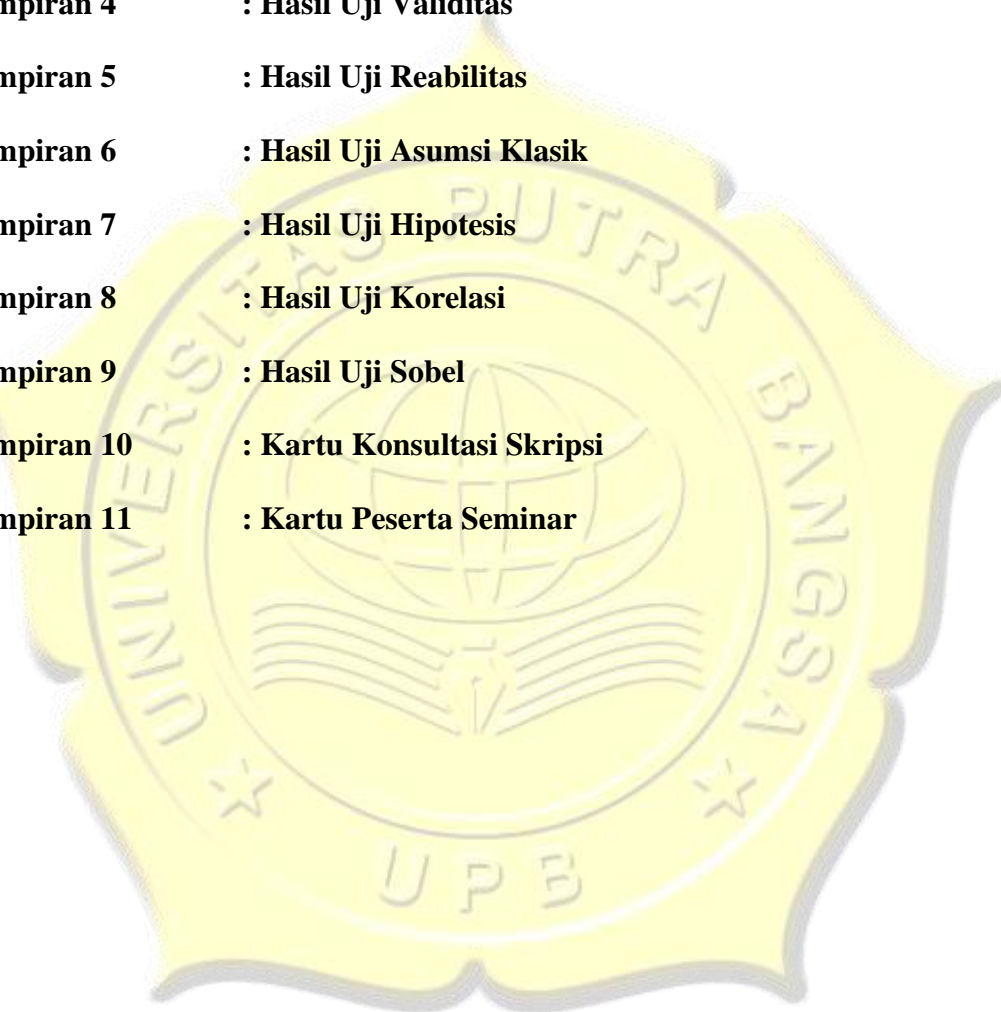 mpiran 4 : Hasil Uji Validitas
mpiran 5 : Hasil Uji Reabilitas
mpiran 6 : Hasil Uji Asumsi Klasik
mpiran 7 : Hasil Uji Hipotesis
mpiran 8 : Hasil Uji Korelasi
mpiran 9 : Hasil Uji Sobel
mpiran 10 : Kartu Konsultasi Skripsi
mpiran 11 : Kartu Peserta Seminar
UNIVERSITAS PUTRA BANGSA
UPB